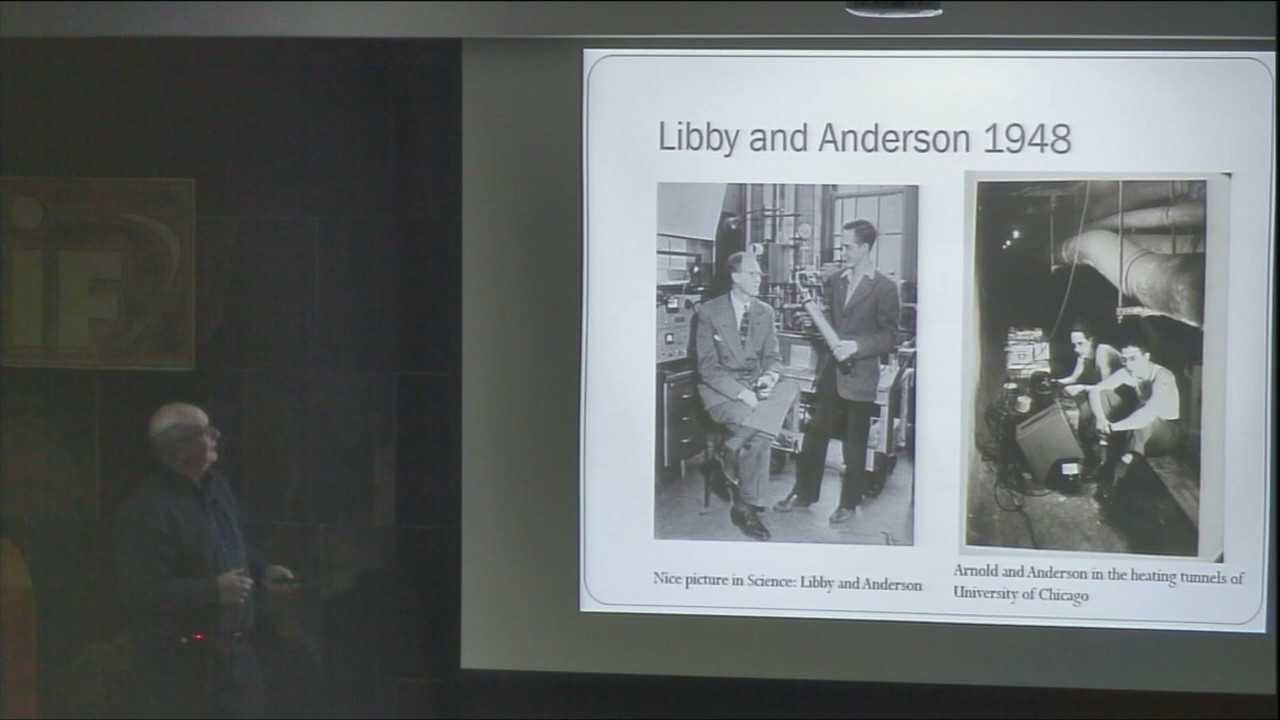 iF
Libby and Anderson 1948
Nice picture in Science: Libby and Anderson
Arnold and Anderson in the heating tunnels of
University of Chicago